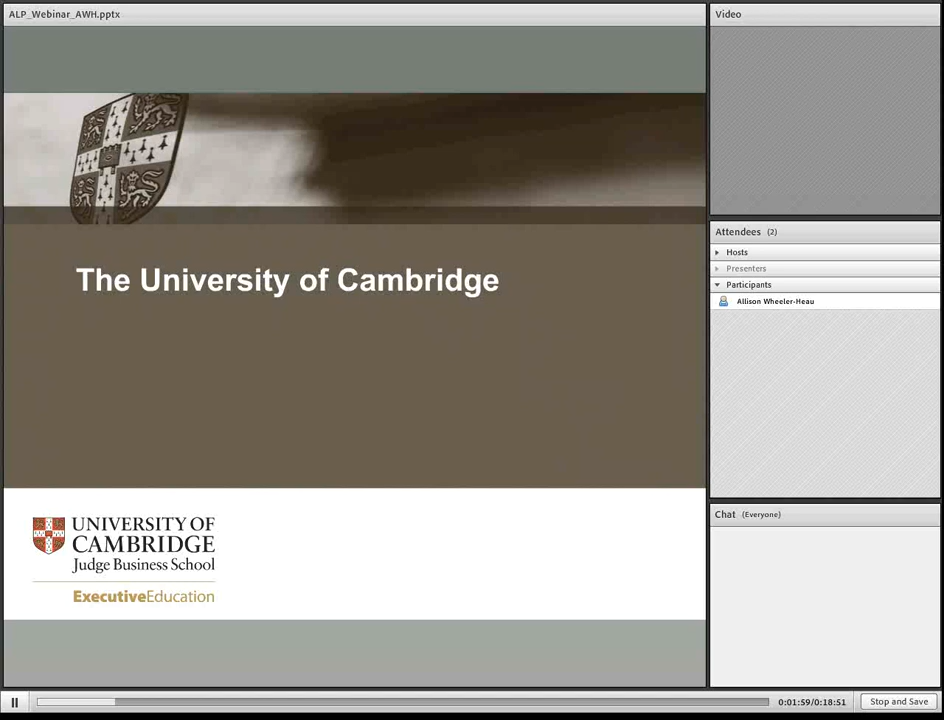 ALP_Webinar_AWH.pptx
The University of Cambridge
UNIVERSITY OF
CAMBRIDGE
Judge Business School
ExecutiveEducation
Video
Attendees (2)
Hosts
Presenters
Participants
Allison Wheeler-Heau
Chat (Everyone)
0:01:59/0:18:51
Stop and Save